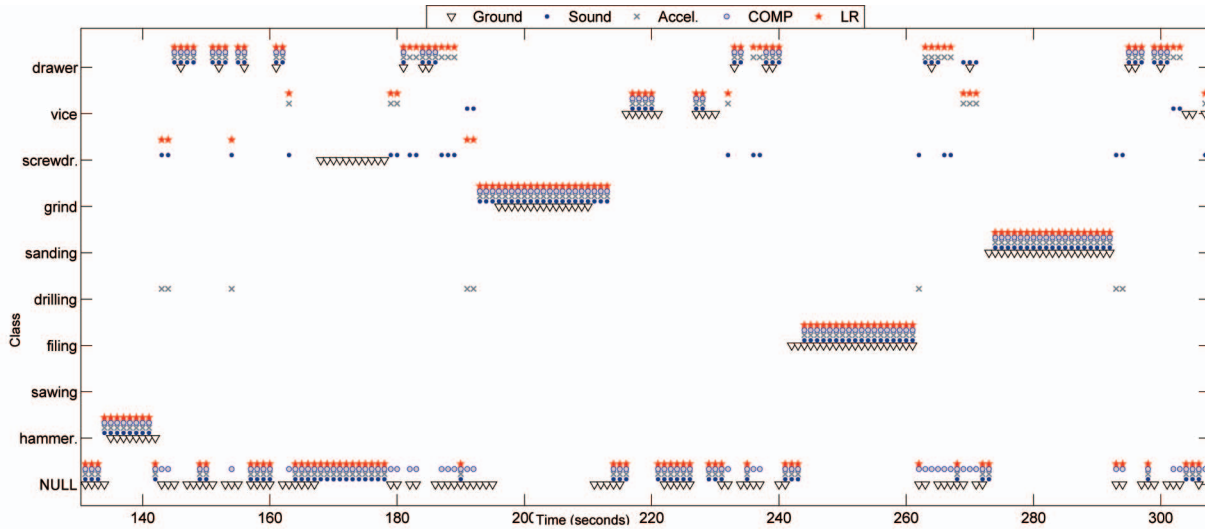 Ground Sound Accel. COMP LR
drawer
vice
screwdr.
grind
sanding
drilling
filing
sawing
hammer.
NULL
Class
140 160 180 200 220 240 260 280 300
Time (seconds)